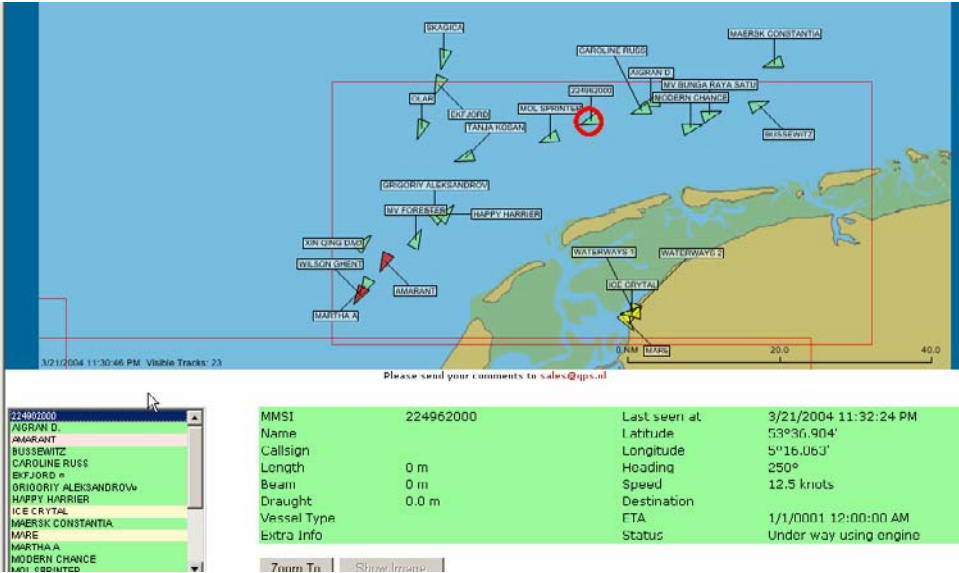 SKAGICA
MAERSK CONSTANTIA
CAROLINE RUSS
AIGRAN D.
224962000
MV BUNGA RAYA SATU
OLAR
MOL SPRINTER
MODERN CHANCE
EKFJORD
TANJA KOSAN
BUSSEWITZ
GRIGORIY ALEKSANDROV
MV FORESTER
HAPPY HARRIER
XIN QING DAO
WILSON GHENT
WATERWAYS 1
WATERWAYS 2
AMARANT
ICE CRYTAL
MARTHA A
MARE
3/21/2004 11:30:46 PM Visible Tracks: 23
0 NM 20.0 40.0
Please send your comments to sales@qps.nl
224962000
AIGRAN D.
AMARANT
BUSSEWITZ
CAROLINE RUSS
EKFJORD
GRIGORIY ALEKSANDROV
HAPPY HARRIER
ICE CRYTAL
MAERSK CONSTANTIA
MARE
MARTHA A
MODERN CHANCE
MOL SPRINTER
MMSI 224962000 Last seen at 3/21/2004 11:32:24 PM
Name Latitude 53°36.904'
Callsign Longitude 5°16.063'
Length 0 m Heading 250°
Beam 0 m Speed 12.5 knots
Draught 0.0 m Destination
Vessel Type ETA 1/1/0001 12:00:00 AM
Extra Info Status Under way using engine
Zoom To Show Image